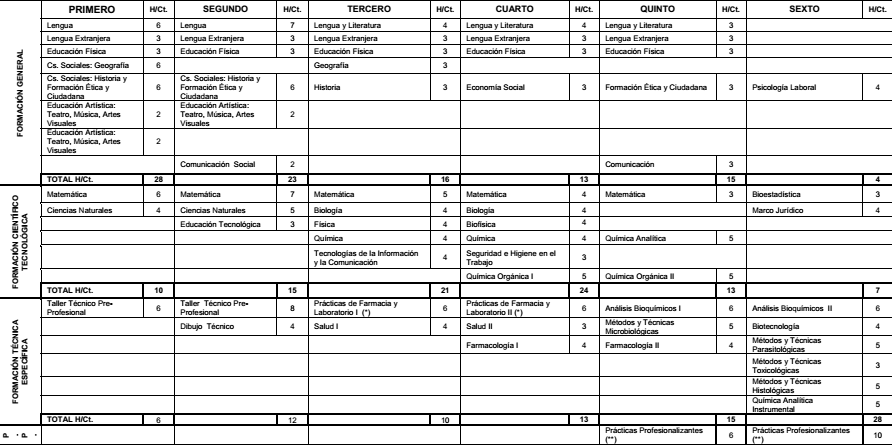 PRIMERO H/Ct. SEGUNDO H/Ct. TERCERO H/Ct. CUARTO H/Ct. QUINTO H/Ct. SEXTO H/Ct.
FORMACIÓN GENERAL
Lengua 6 Lengua 7 Lengua y Literatura 4 Lengua y Literatura 4 Lengua y Literatura 3
Lengua Extranjera 3 Lengua Extranjera 3 Lengua Extranjera 3 Lengua Extranjera 3 Lengua Extranjera 3
Educación Física 3 Educación Física 3 Educación Física 3 Educación Física 3 Educación Física 3
Cs. Sociales: Geografía 6 Geografía 3
Cs. Sociales: Historia y Formación Ética y Ciudadana 6 Cs. Sociales: Historia y Formación Ética y Ciudadana 6 Historia 3 Economía Social 3 Formación Ética y Ciudadana 3 Psicología Laboral 4
Educación Artística: Teatro, Música, Artes Visuales 2 Educación Artística: Teatro, Música, Artes Visuales 2
Educación Artística: Teatro, Música, Artes Visuales 2
Comunicación Social 2 Comunicación 3
TOTAL H/Ct. 28 23 16 13 15 4
FORMACIÓN CIENTÍFICO TECNOLÓGICA
Matemática 6 Matemática 7 Matemática 5 Matemática 4 Matemática 3 Bioestadística 3
Ciencias Naturales 4 Ciencias Naturales 5 Biología 4 Biología 4 Marco Jurídico 4
Educación Tecnológica 3 Física 4 Biofísica 4
Química 4 Química 4 Química Analítica 5
Tecnologías de la Información y la Comunicación 4 Seguridad e Higiene en el Trabajo 3
Química Orgánica I 5 Química Orgánica II 5
TOTAL H/Ct. 10 15 21 24 13 7
FORMACIÓN TÉCNICA ESPECÍFICA
Taller Técnico Pre-Profesional 6 Taller Técnico Pre-Profesional 8 Prácticas de Farmacia y Laboratorio I (*) 6 Prácticas de Farmacia y Laboratorio II (*) 6 Análisis Bioquímicos I 6 Análisis Bioquímicos II 6
Dibujo Técnico 4 Salud I 4 Salud II 3 Métodos y Técnicas Microbiológicas 5 Biotecnología 4
Farmacología I 4 Farmacología II 4 Métodos y Técnicas Parasitológicas 5
Métodos y Técnicas Toxicológicas 3
Métodos y Técnicas Histológicas 5
Química Analítica Instrumental 5
TOTAL H/Ct. 6 12 10 13 15 28
P. P. Prácticas Profesionalizantes (**) 6 Prácticas Profesionalizantes (**) 10